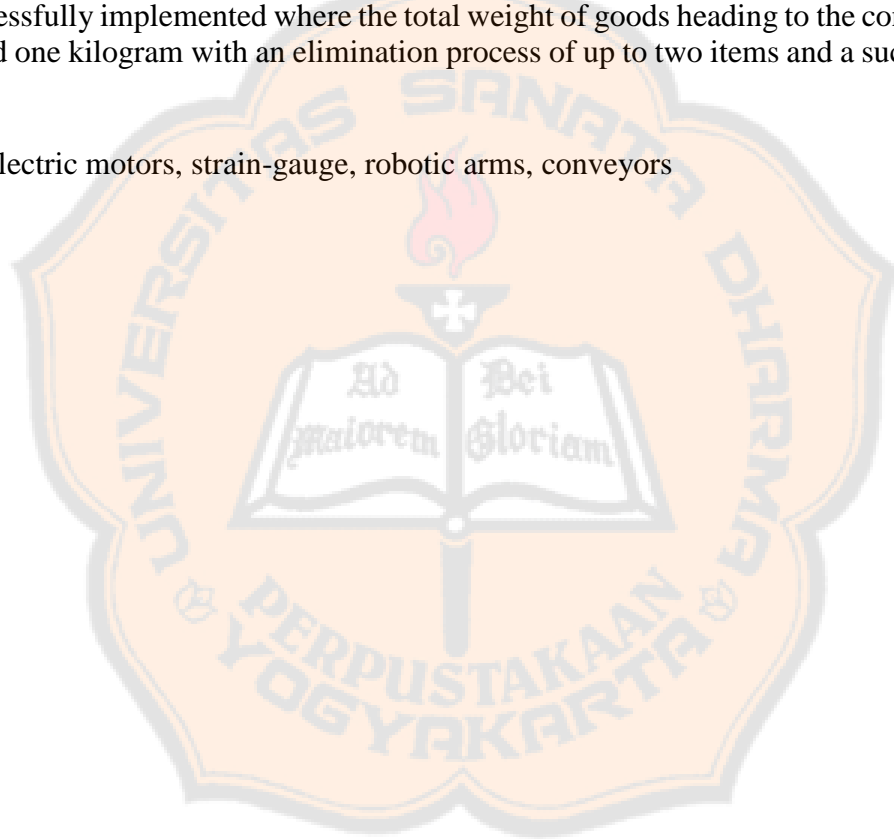 essfully implemented where the total weight of goods heading to the co
d one kilogram with an elimination process of up to two items and a su
lectric motors, strain-gauge, robotic arms, conveyors
UNIVERSITAS SANATA DHARMA
Ad Dei
Maiorem Gloriam
PERPUSTAKAAN
YOGYAKARTA